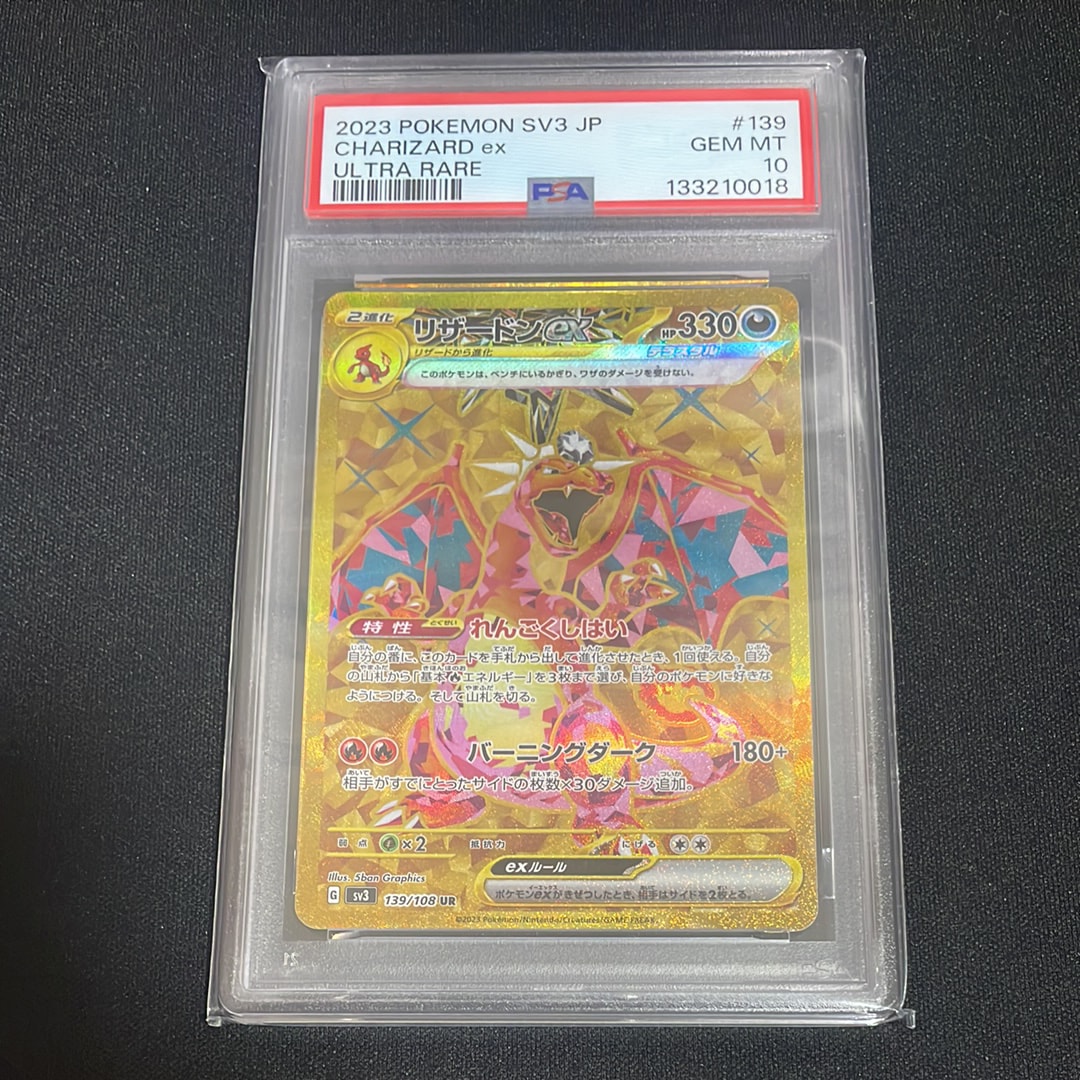 2023 POKEMON SV3 JP #139
CHARIZARD ex GEM MT
ULTRA RARE 10
PSA 133210018
2進化 リザードンex HP330
リザードから進化 テラスタル
このポケモンは、ベンチにいるかぎり、ワザのダメージを受けない。
特性 とくせい れんごくしはい
自分の番に、このカードを手札から出して進化させたとき、1回使える。自分
の山札から「基本エネルギー」を3枚まで選び、自分のポケモンに好きな
ようにつける。そして山札を切る。
バーニングダーク 180+
相手がすでにとったサイドの枚数×30ダメージ追加。
弱点 ×2 抵抗力 にげる
exルール
ポケモンexがきぜつしたとき、相手はサイドを2枚とる。
Illus. 5ban Graphics
G sv3 139/108 UR
©2023 Pokémon/Nintendo/Creatures/GAME FREAK.